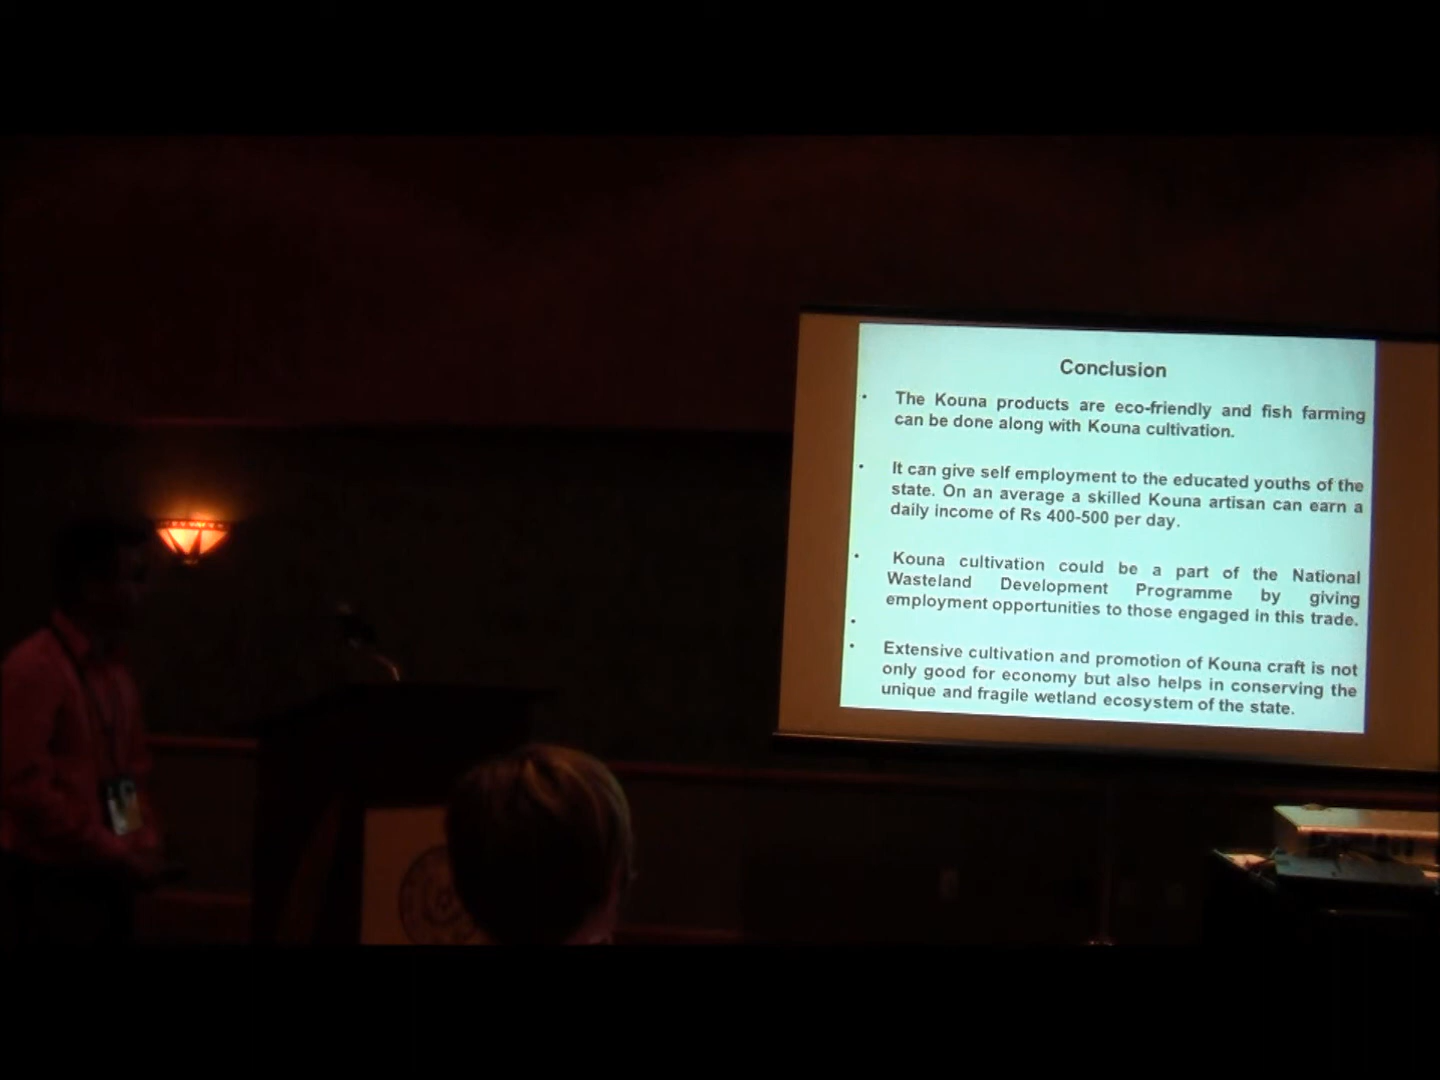 Conclusion
• The Kouna products are eco-friendly and fish farming
can be done along with Kouna cultivation.
• It can give self employment to the educated youths of the
state. On an average a skilled Kouna artisan can earn a
daily income of Rs 400-500 per day.
• Kouna cultivation could be a part of the National
Wasteland Development Programme by giving
employment opportunities to those engaged in this trade.
•
• Extensive cultivation and promotion of Kouna craft is not
only good for economy but also helps in conserving the
unique and fragile wetland ecosystem of the state.